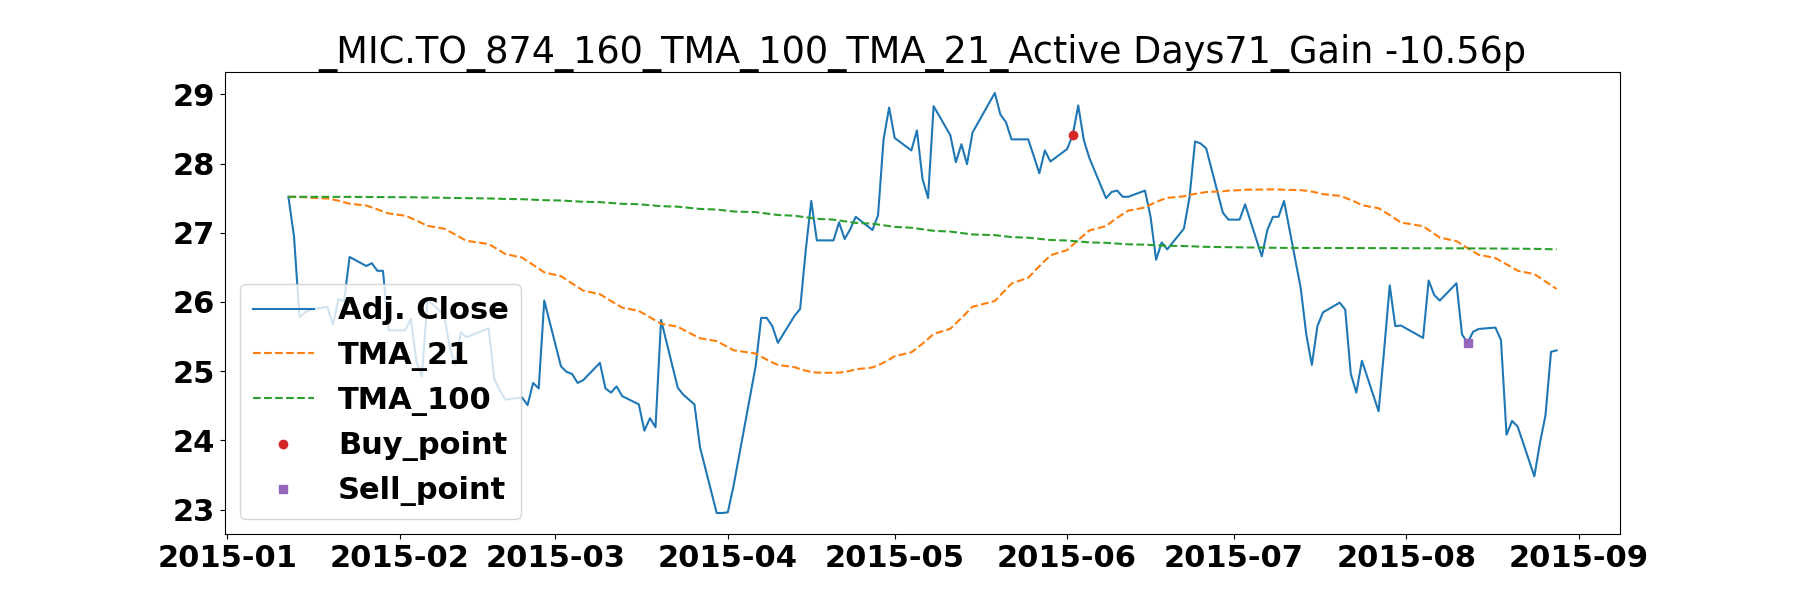 _MIC.TO_874_160_TMA_100_TMA_21_Active Days71_Gain -10.56p
29
28
27
26
25
24
23
Adj. Close
TMA_21
TMA_100
Buy_point
Sell_point
2015-01 2015-02 2015-03 2015-04 2015-05 2015-06 2015-07 2015-08 2015-09